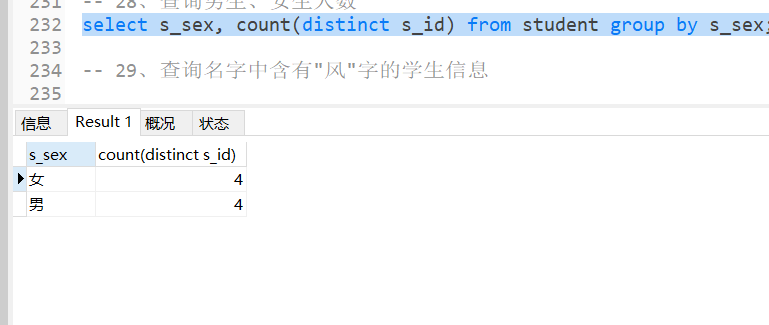 231 -- 28、查询男生、女生人数
232 select s_sex, count(distinct s_id) from student group by s_sex;
233
234 -- 29、查询名字中含有"风"字的学生信息
235
信息 Result 1 概况 状态
s_sex count(distinct s_id)
女 4
男 4